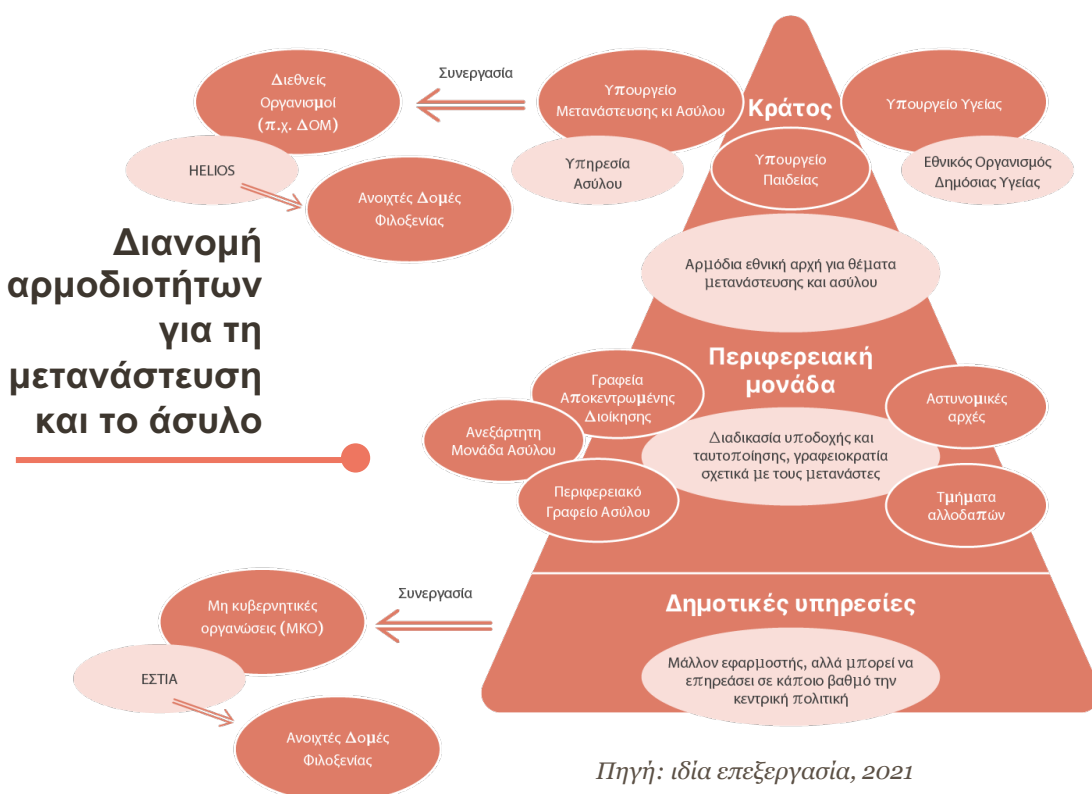 Διανομή
αρμοδιοτήτων
για τη
μετανάστευση
και το άσυλο
Διεθνείς
Οργανισμοί
(π.χ. ΔΟΜ)
HELIOS
Ανοιχτές Δομές
Φιλοξενίας
Συνεργασία
Υπουργείο
Μετανάστευσης κι Ασύλου
Υπηρεσία
Ασύλου
Κράτος
Υπουργείο
Παιδείας
Υπουργείο Υγείας
Εθνικός Οργανισμός
Δημόσιας Υγείας
Αρμόδια εθνική αρχή για θέματα
μετανάστευσης και ασύλου
Περιφερειακή
μονάδα
Γραφεία
Αποκεντρωμένης
Διοίκησης
Ανεξάρτητη
Μονάδα Ασύλου
Περιφερειακό
Γραφείο Ασύλου
Διαδικασία υποδοχής και
ταυτοποίησης, γραφειοκρατία
σχετικά με τους μετανάστες
Αστυνομικές
αρχές
Τμήματα
αλλοδαπών
Δημοτικές υπηρεσίες
Μάλλον εφαρμοστής, αλλά μπορεί να
επηρεάσει σε κάποιο βαθμό την
κεντρική πολιτική
Συνεργασία
Μη κυβερνητικές
οργανώσεις (ΜΚΟ)
ΕΣΤΙΑ
Ανοιχτές Δομές
Φιλοξενίας
Πηγή: ιδία επεξεργασία, 2021